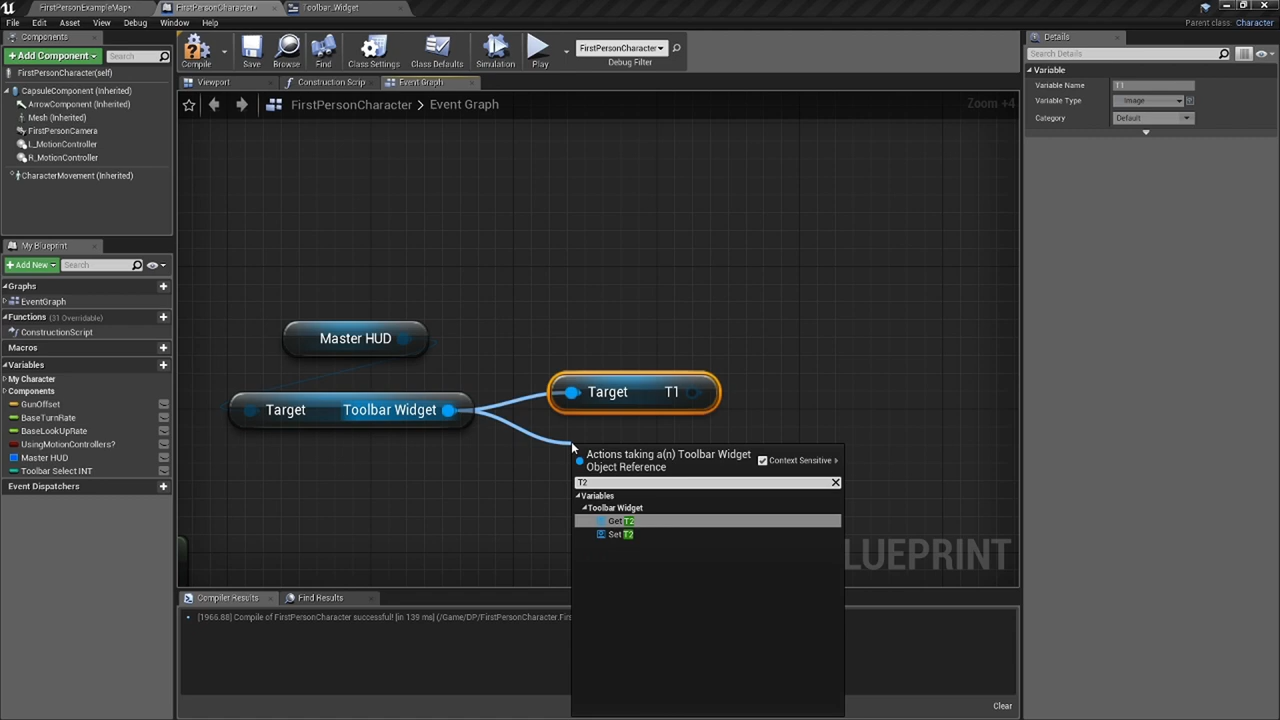 FirstPersonExampleMap*
FirstPersonCharacter*
Toolbar_Widget
File Edit Asset View Debug Window Help
Parent class: Character
Components
Details
+ Add Component
Search
Compile
Save
Browse
Find
Class Settings
Class Defaults
Simulation
Play
FirstPersonCharacter
Debug Filter
Search Details
FirstPersonCharacter(self)
Variable
Viewport
Construction Scrip
Event Graph
Variable Name T1
CapsuleComponent (Inherited)
Variable Type Image
ArrowComponent (Inherited)
FirstPersonCharacter > Event Graph
Zoom +4
Mesh (Inherited)
Category Default
FirstPersonCamera
L_MotionController
R_MotionController
CharacterMovement (Inherited)
My Blueprint
+ Add New
Search
Graphs
EventGraph
Functions (31 Overridable)
ConstructionScript
Macros
Variables
My Character
Components
GunOffset
BaseTurnRate
BaseLookUpRate
UsingMotionControllers?
Master HUD
Toolbar Select INT
Event Dispatchers
Master HUD
Target Toolbar Widget
Target T1
Actions taking a(n) Toolbar Widget
Object Reference
Context Sensitive
T2
Variables
Toolbar Widget
Get T2
Set T2
LUEPRINT
Compiler Results
Find Results
[1966.88] Compile of FirstPersonCharacter successful! [in 139 ms] (/Game/DP/FirstPersonCharacter.Firs
Clear